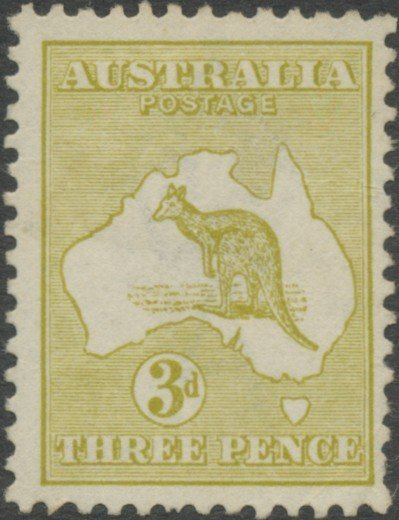 AUSTRALIA
POSTAGE
3d
THREE PENCE